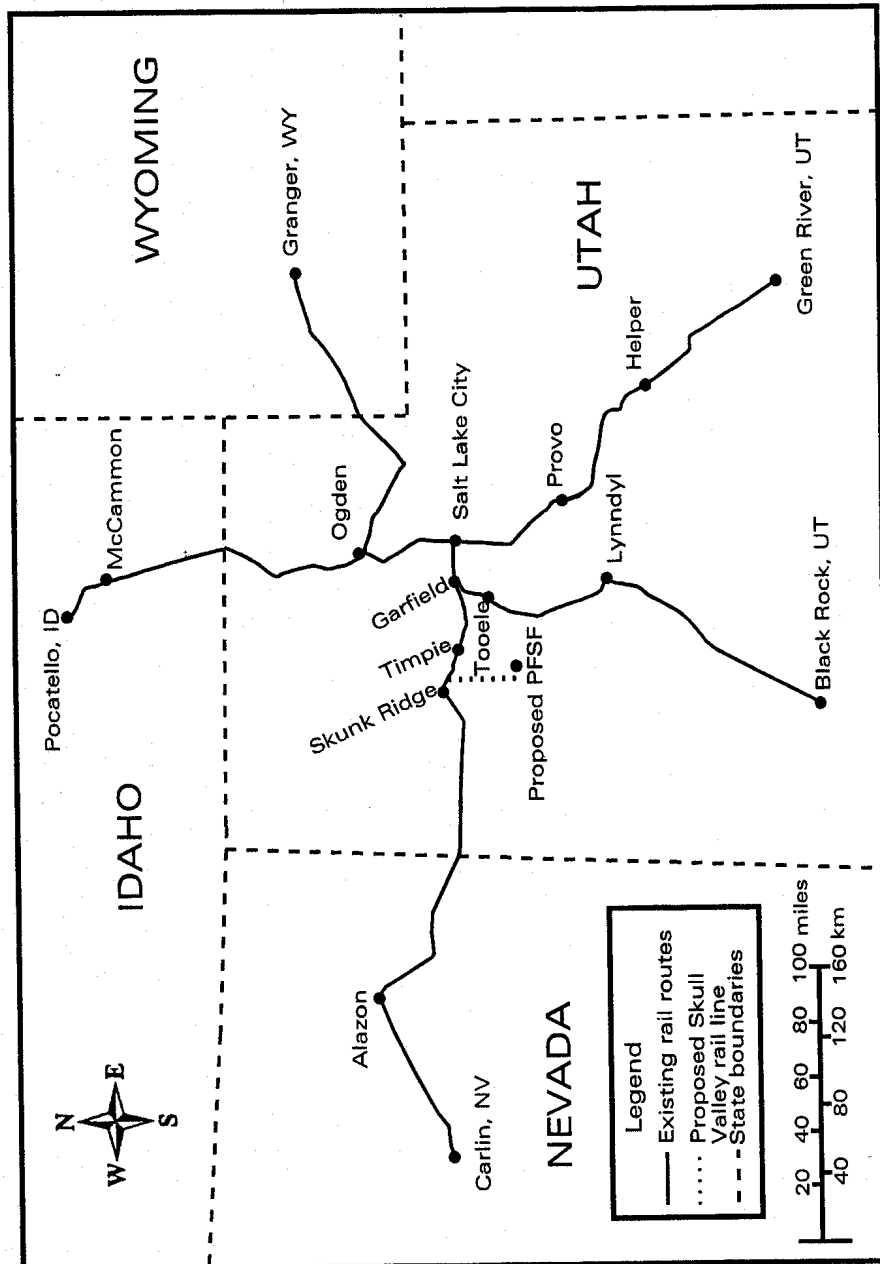 WYOMING
Granger, WY
McCammon
Pocatello, ID
IDAHO
Ogden
Salt Lake City
UTAH
Garfield
Timpie
Skunk Ridge
Tooele
Proposed PFSF
Provo
Helper
Lynndyl
Green River, UT
Black Rock, UT
Alazon
Carlin, NV
NEVADA
N
E
W
S
Legend
Existing rail routes
Proposed Skull
Valley rail line
State boundaries
20 40 60 80 100 miles
40 80 120 160 km